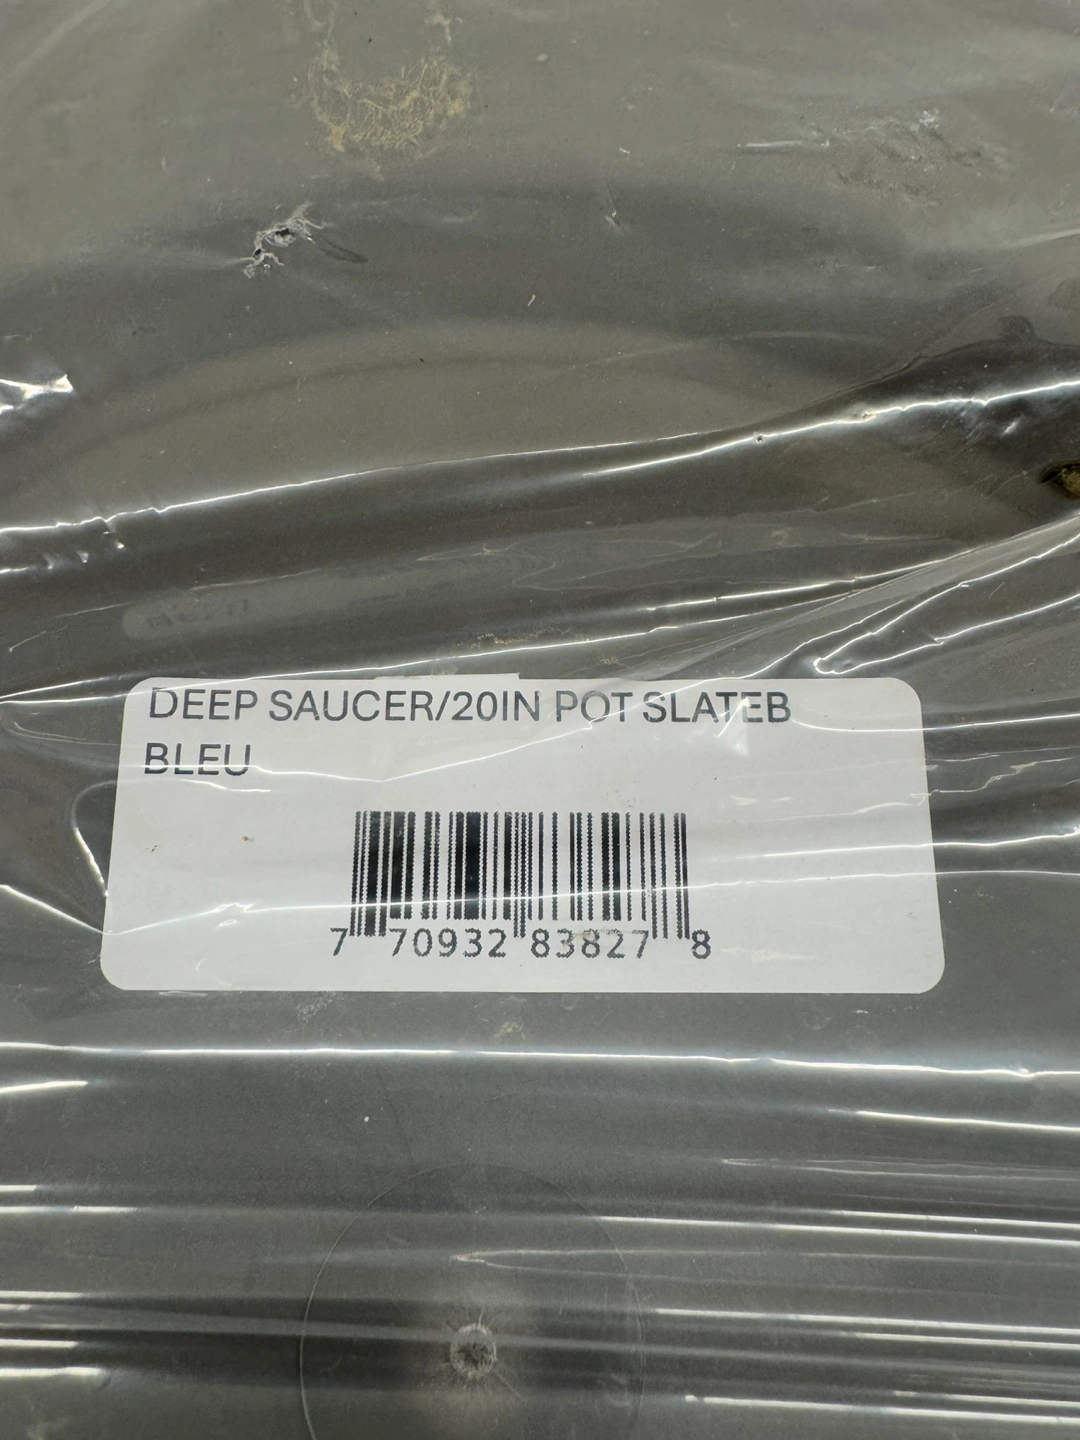 DEEP SAUCER/20IN POT SLATEB
BLEU
7 70932 83827 8